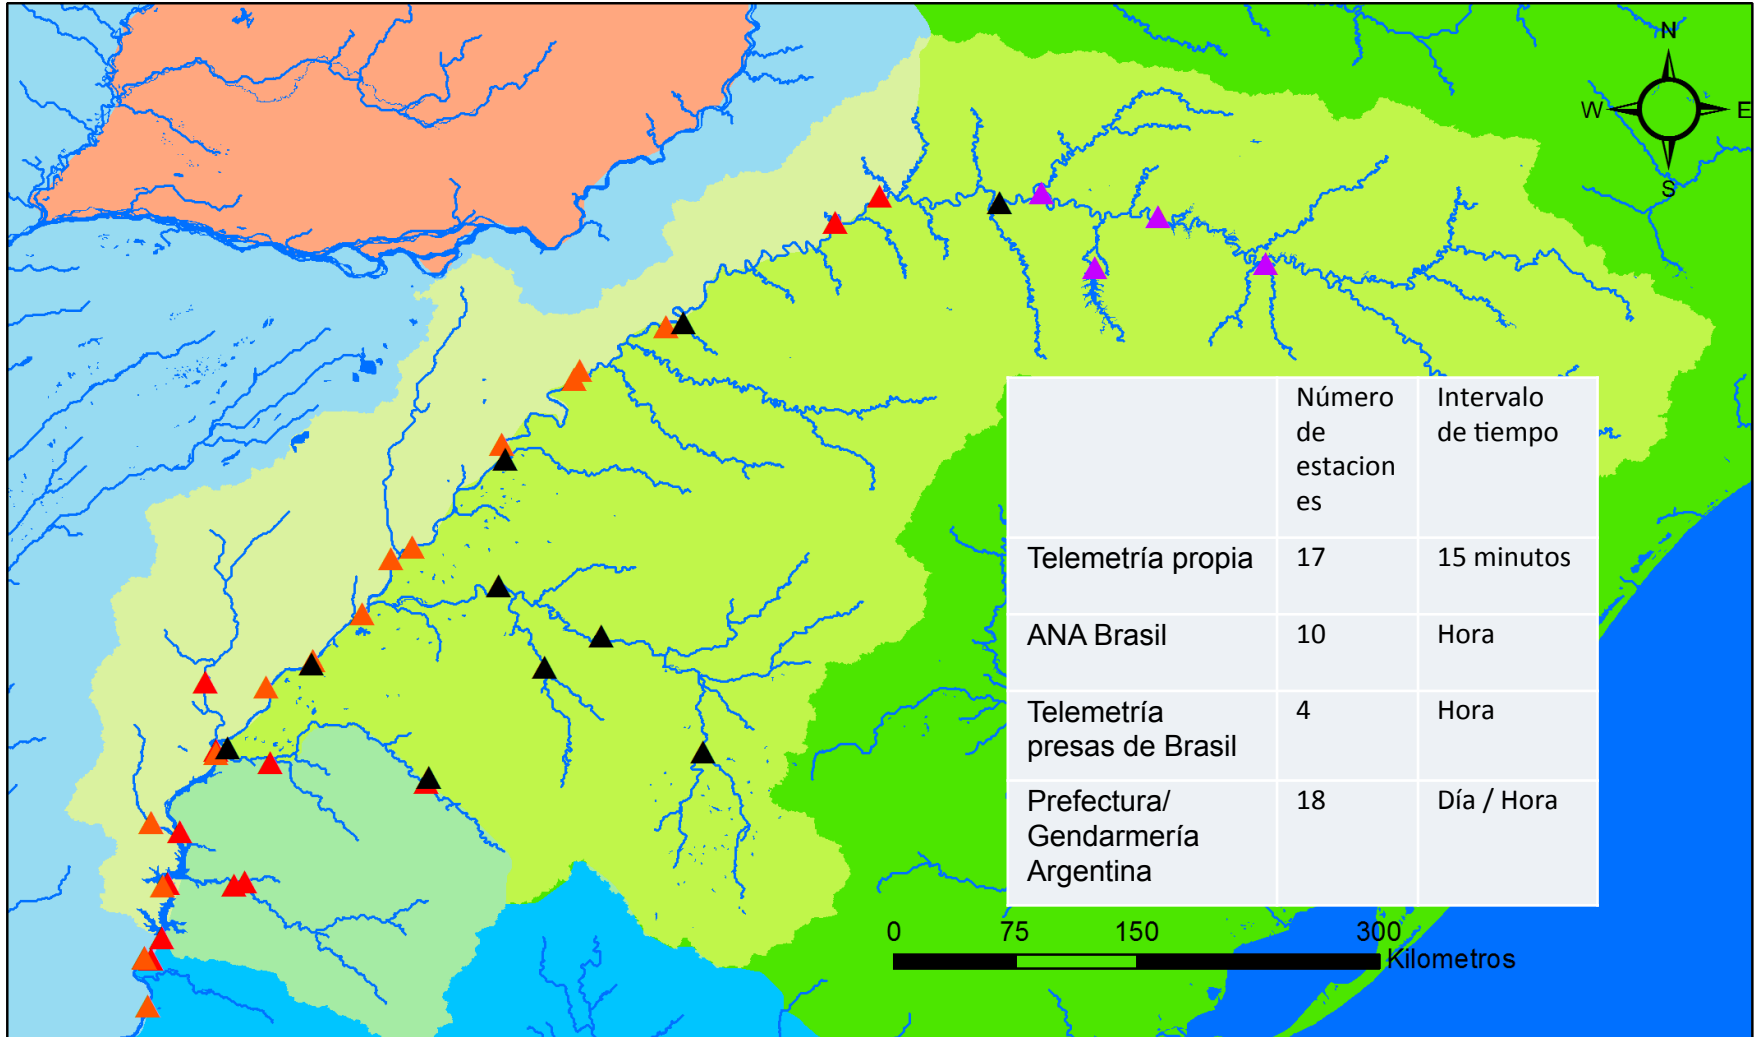 N
W
E
S
Número
de
estacion
es
Intervalo
de tiempo
Telemetría propia
17
15 minutos
ANA Brasil
10
Hora
Telemetría
presas de Brasil
4
Hora
Prefectura/
Gendarmería
Argentina
18
Día / Hora
0
75
150
300
Kilometros